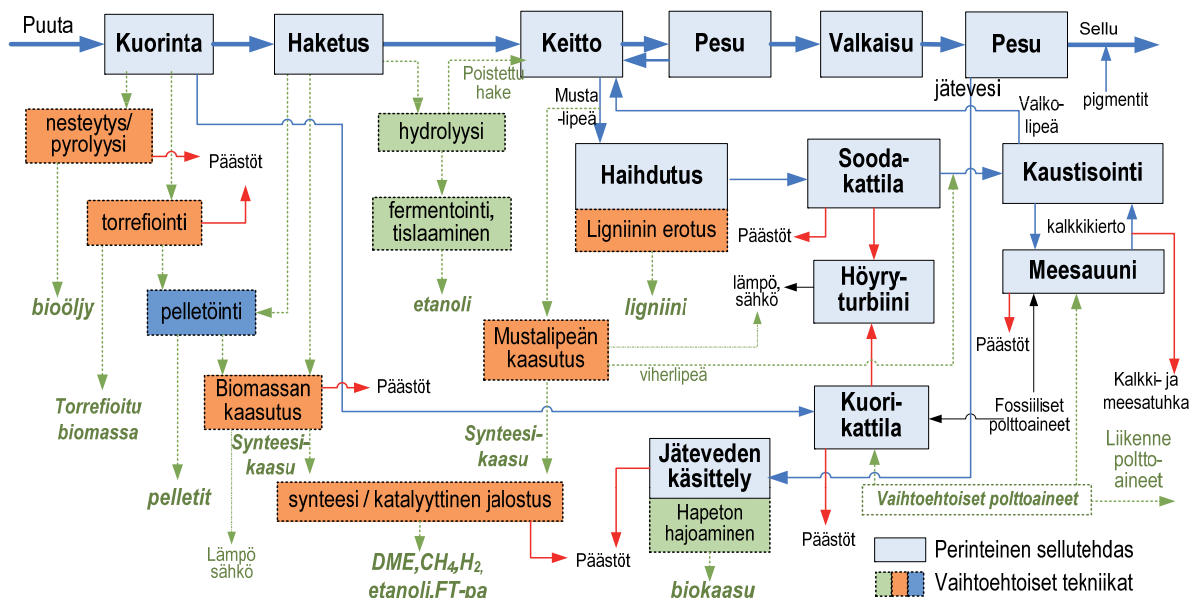 Puuta
Kuorinta
Haketus
Keitto
Pesu
Valkaisu
Pesu
Sellu
Poistettu
hake
Musta
-lipeä
jätevesi
Valko-
lipeä
pigmentit
nesteytys/
pyrolyysi
Päästöt
hydrolyysi
Haihdutus
Ligniinin erotus
Sooda-
kattila
Kaustisointi
torrefiointi
fermentointi,
tislaaminen
Päästöt
kalkkikierto
bioöljy
pelletöinti
etanoli
ligniini
lämpö,
sähkö
Höyry-
turbiini
Meesauuni
Mustalipeän
kaasutus
viherlipeä
Päästöt
Biomassan
kaasutus
Päästöt
Kalkki- ja
meesatuhka
Torrefioitu
biomassa
Synteesi-
kaasu
Synteesi-
kaasu
Kuori-
kattila
Fossiiliset
polttoaineet
pelletit
Jäteveden
käsittely
Hapeton
hajoaminen
Liikenne
poltto-
aineet
synteesi / katalyyttinen jalostus
Vaihtoehtoiset polttoaineet
Lämpö
sähkö
Päästöt
Päästöt
DME,CH4,H2,
etanoli,FT-pa
biokaasu
Perinteinen sellutehdas
Vaihtoehtoiset tekniikat